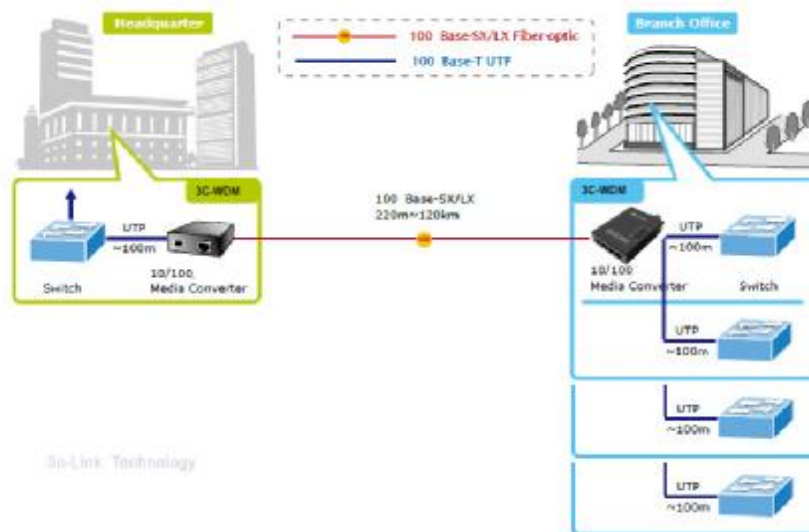 Headquarter
100 Base-SX/LX Fiber-optic
100 Base-T UTP
Branch Office
3C-WDM
UTP
~100m
Switch
10/100
Media Converter
100 Base-SX/LX
220m~120km
3C-WDM
10/100
Media Converter
UTP
~100m
Switch
UTP
~100m
UTP
~100m
UTP
~100m
3o-Link Technology